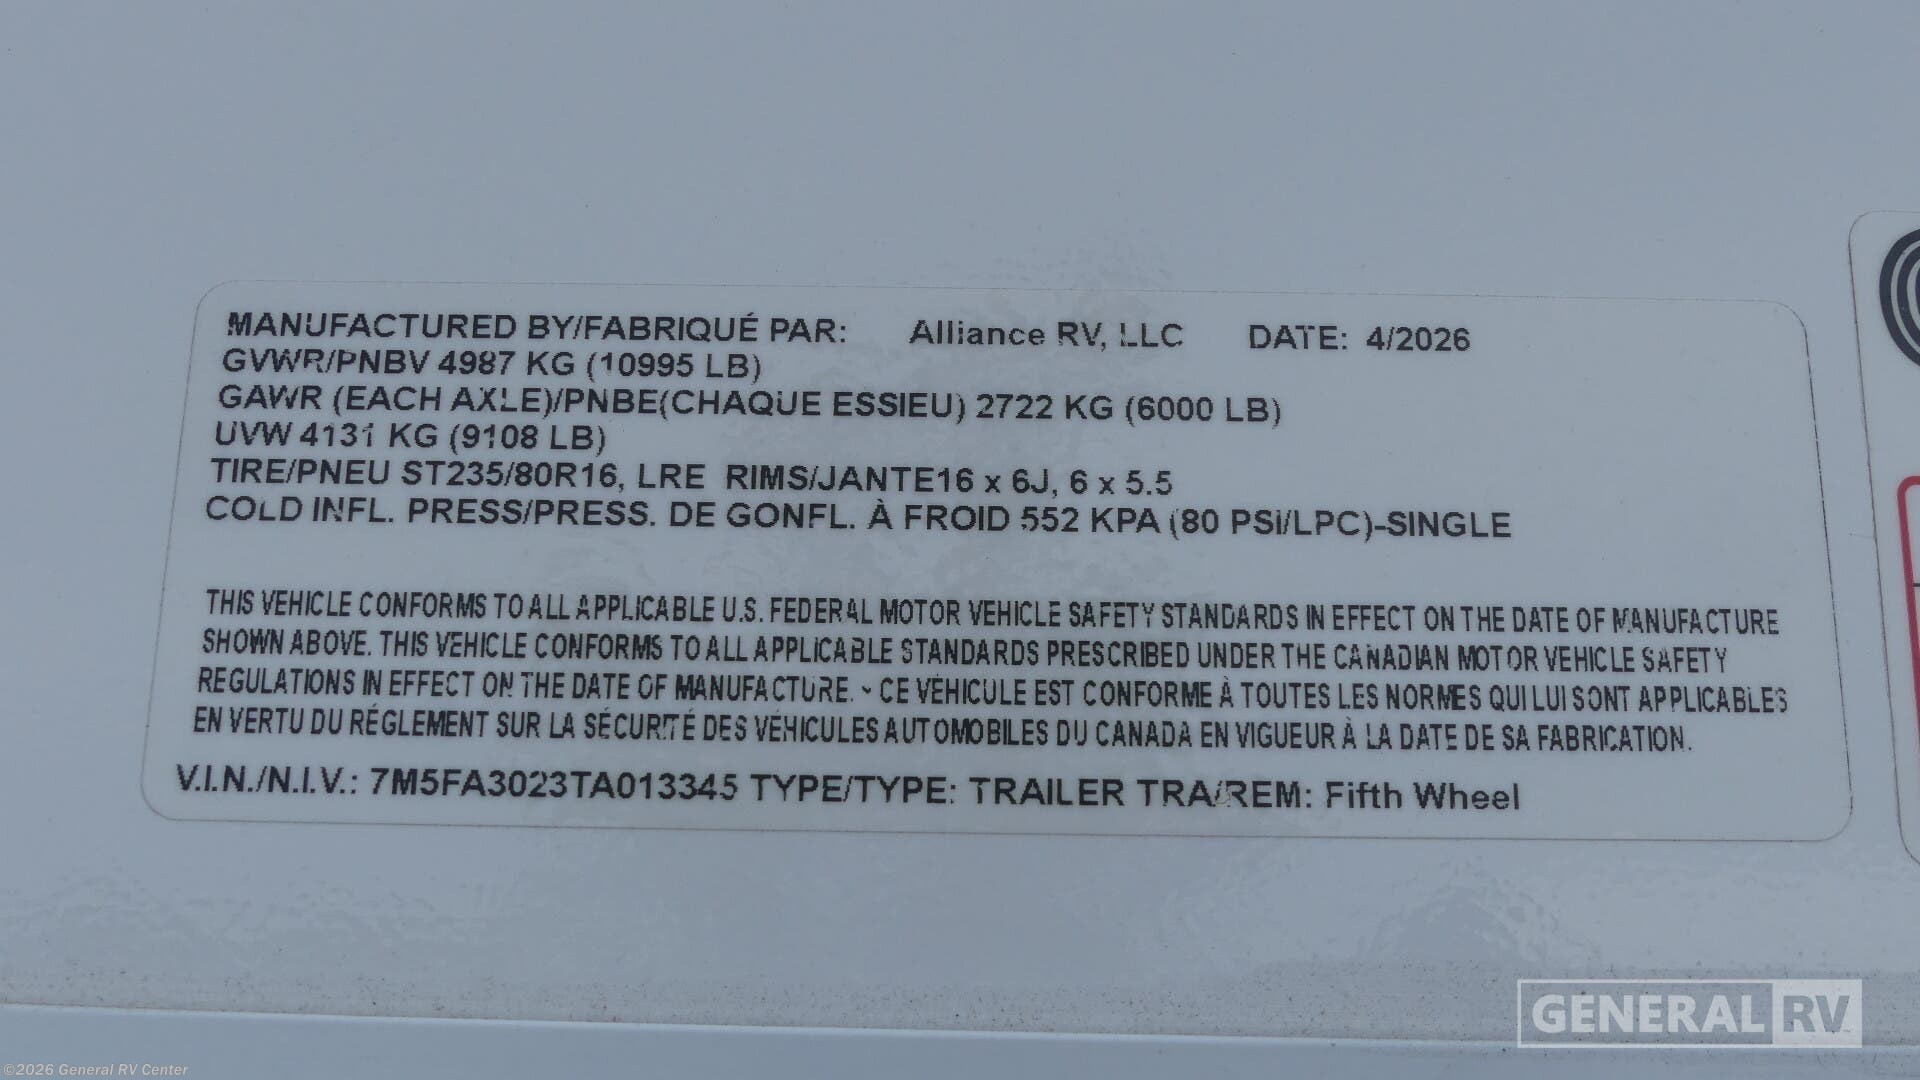 MANUFACTURED BY/FABRIQUÉ PAR: Alliance RV, LLC DATE: 4/2026
GVWR/PNBV 4987 KG (10995 LB)
GAWR (EACH AXLE)/PNBE(CHAQUE ESSIEU) 2722 KG (6000 LB)
UVW 4131 KG (9108 LB)
TIRE/PNEU ST235/80R16, LRE RIMS/JANTE16 x 6J, 6 x 5.5
COLD INFL. PRESS/PRESS. DE GONFL. À FROID 552 KPA (80 PSI/LPC)-SINGLE
THIS VEHICLE CONFORMS TO ALL APPLICABLE U.S. FEDERAL MOTOR VEHICLE SAFETY STANDARDS IN EFFECT ON THE DATE OF MANUFACTURE
SHOWN ABOVE. THIS VEHICLE CONFORMS TO ALL APPLICABLE STANDARDS PRESCRIBED UNDER THE CANADIAN MOTOR VEHICLE SAFETY
REGULATIONS IN EFFECT ON THE DATE OF MANUFACTURE. - CE VÉHICULE EST CONFORME À TOUTES LES NORMES QUI LUI SONT APPLICABLES
EN VERTU DU RÉGLEMENT SUR LA SÉCURITÉ DES VÉHICULES AUTOMOBILES DU CANADA EN VIGUEUR À LA DATE DE SA FABRICATION.
V.I.N./N.I.V.: 7M5FA3023TA013345 TYPE/TYPE: TRAILER TRA/REM: Fifth Wheel
GENERAL RV
©2026 General RV Center